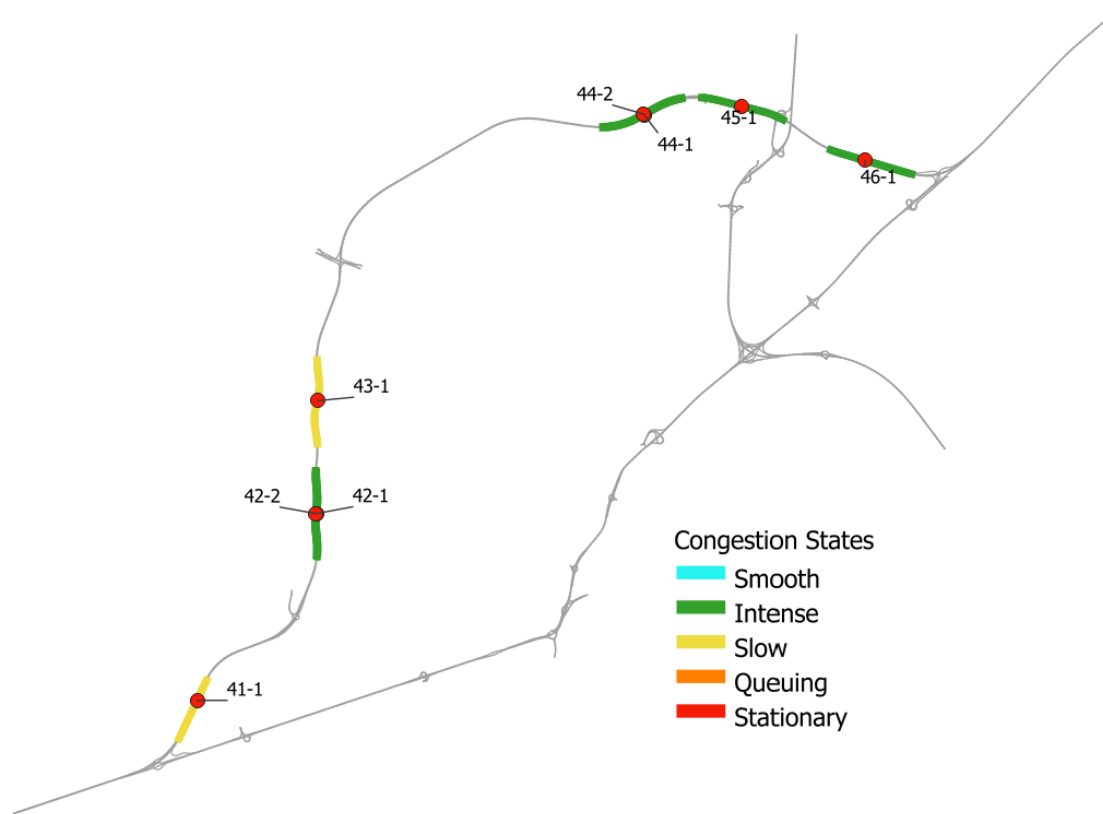 44-2
45-1
44-1
46-1
43-1
42-2
42-1
41-1
Congestion States
Smooth
Intense
Slow
Queuing
Stationary